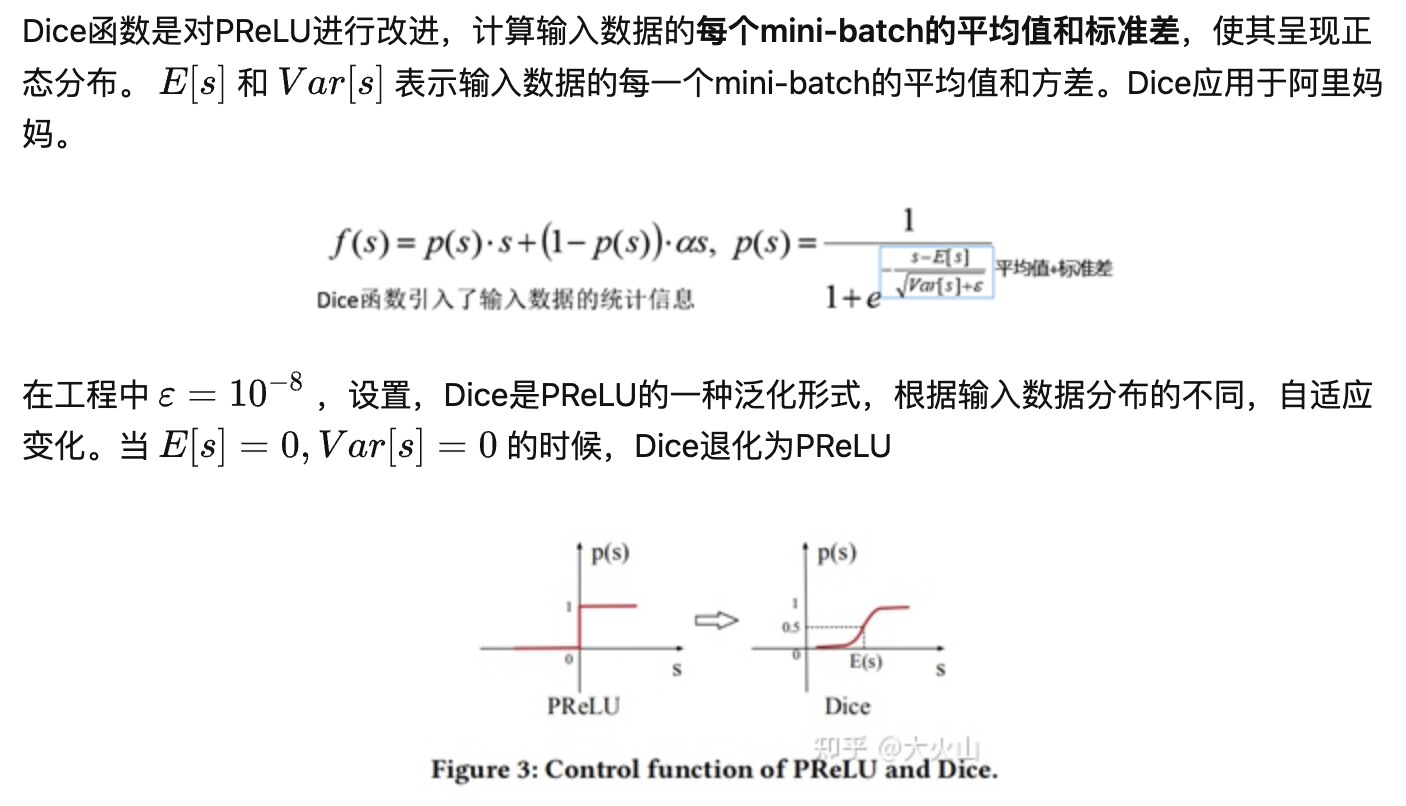 Dice函数是对PReLU进行改进，计算输入数据的每个mini-batch的平均值和标准差，使其呈现正
态分布。 E[s] 和 Var[s] 表示输入数据的每一个mini-batch的平均值和方差。Dice应用于阿里妈
妈。
f(s) = p(s)·s+(1−p(s))·αs, p(s) = 1 / (1+e^(−(s−E[s])/√(Var[s]+ε))) 平均值+标准差
Dice函数引入了输入数据的统计信息
在工程中 ε = 10⁻⁸ ，设置，Dice是PReLU的一种泛化形式，根据输入数据分布的不同，自适应
变化。当 E[s] = 0, Var[s] = 0 的时候，Dice退化为PReLU
p(s)
1
0
s
PReLU
p(s)
1
0.5
0
E(s)
s
Dice
知乎 @大火山
Figure 3: Control function of PReLU and Dice.